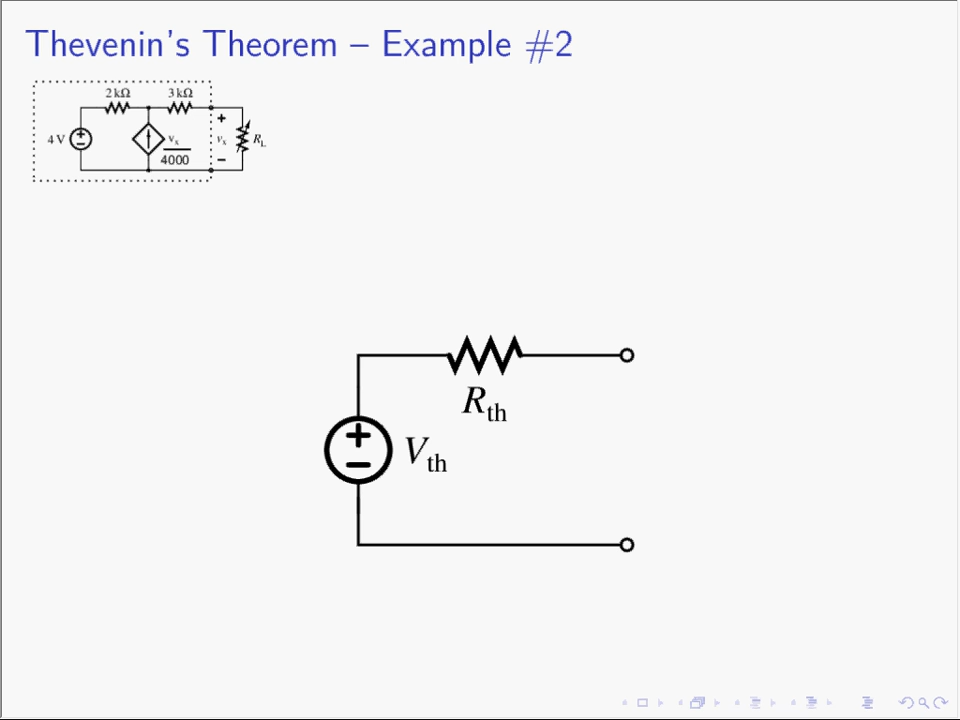 Thevenin's Theorem – Example #2
2 kΩ 3 kΩ
4 V + − vx + vx − RL
4000
Rth
+ − Vth